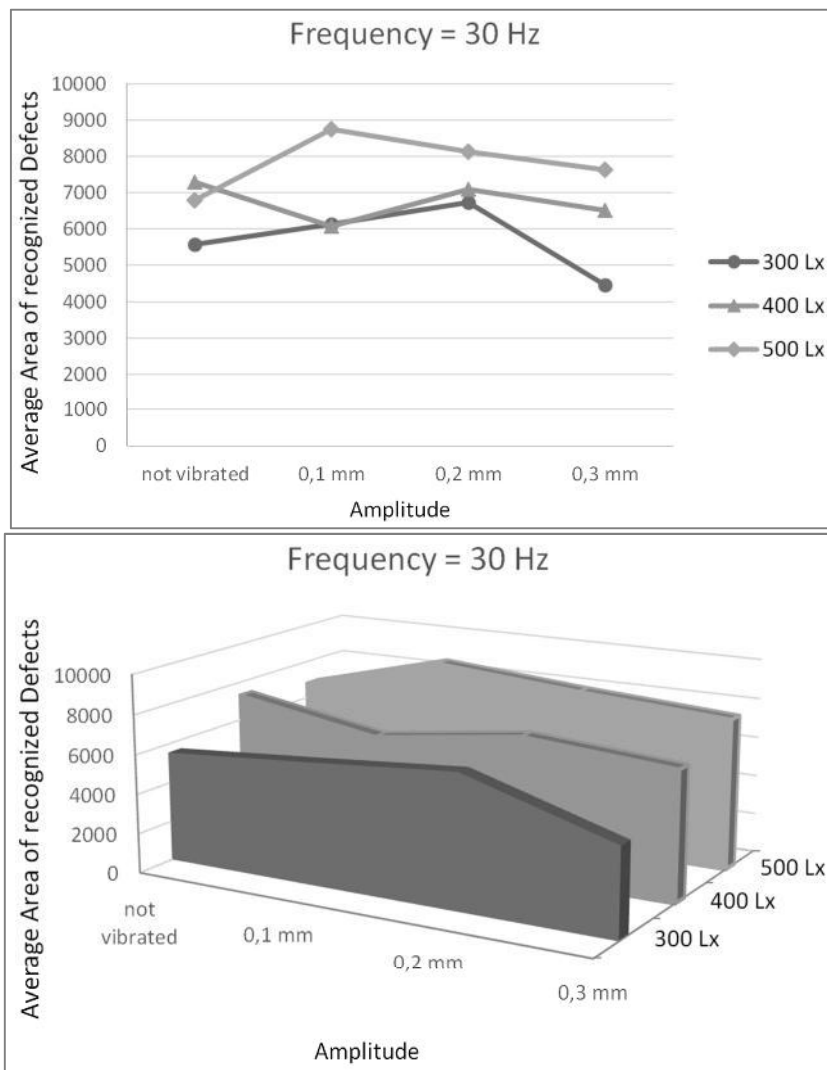 Frequency = 30 Hz
Average Area of recognized Defects
10000
9000
8000
7000
6000
5000
4000
3000
2000
1000
0
not vibrated 0,1 mm 0,2 mm 0,3 mm
Amplitude
300 Lx
400 Lx
500 Lx
Frequency = 30 Hz
Average Area of recognized Defects
10000
8000
6000
4000
2000
0
not
vibrated
0,1 mm
0,2 mm
0,3 mm
500 Lx
400 Lx
300 Lx
Amplitude